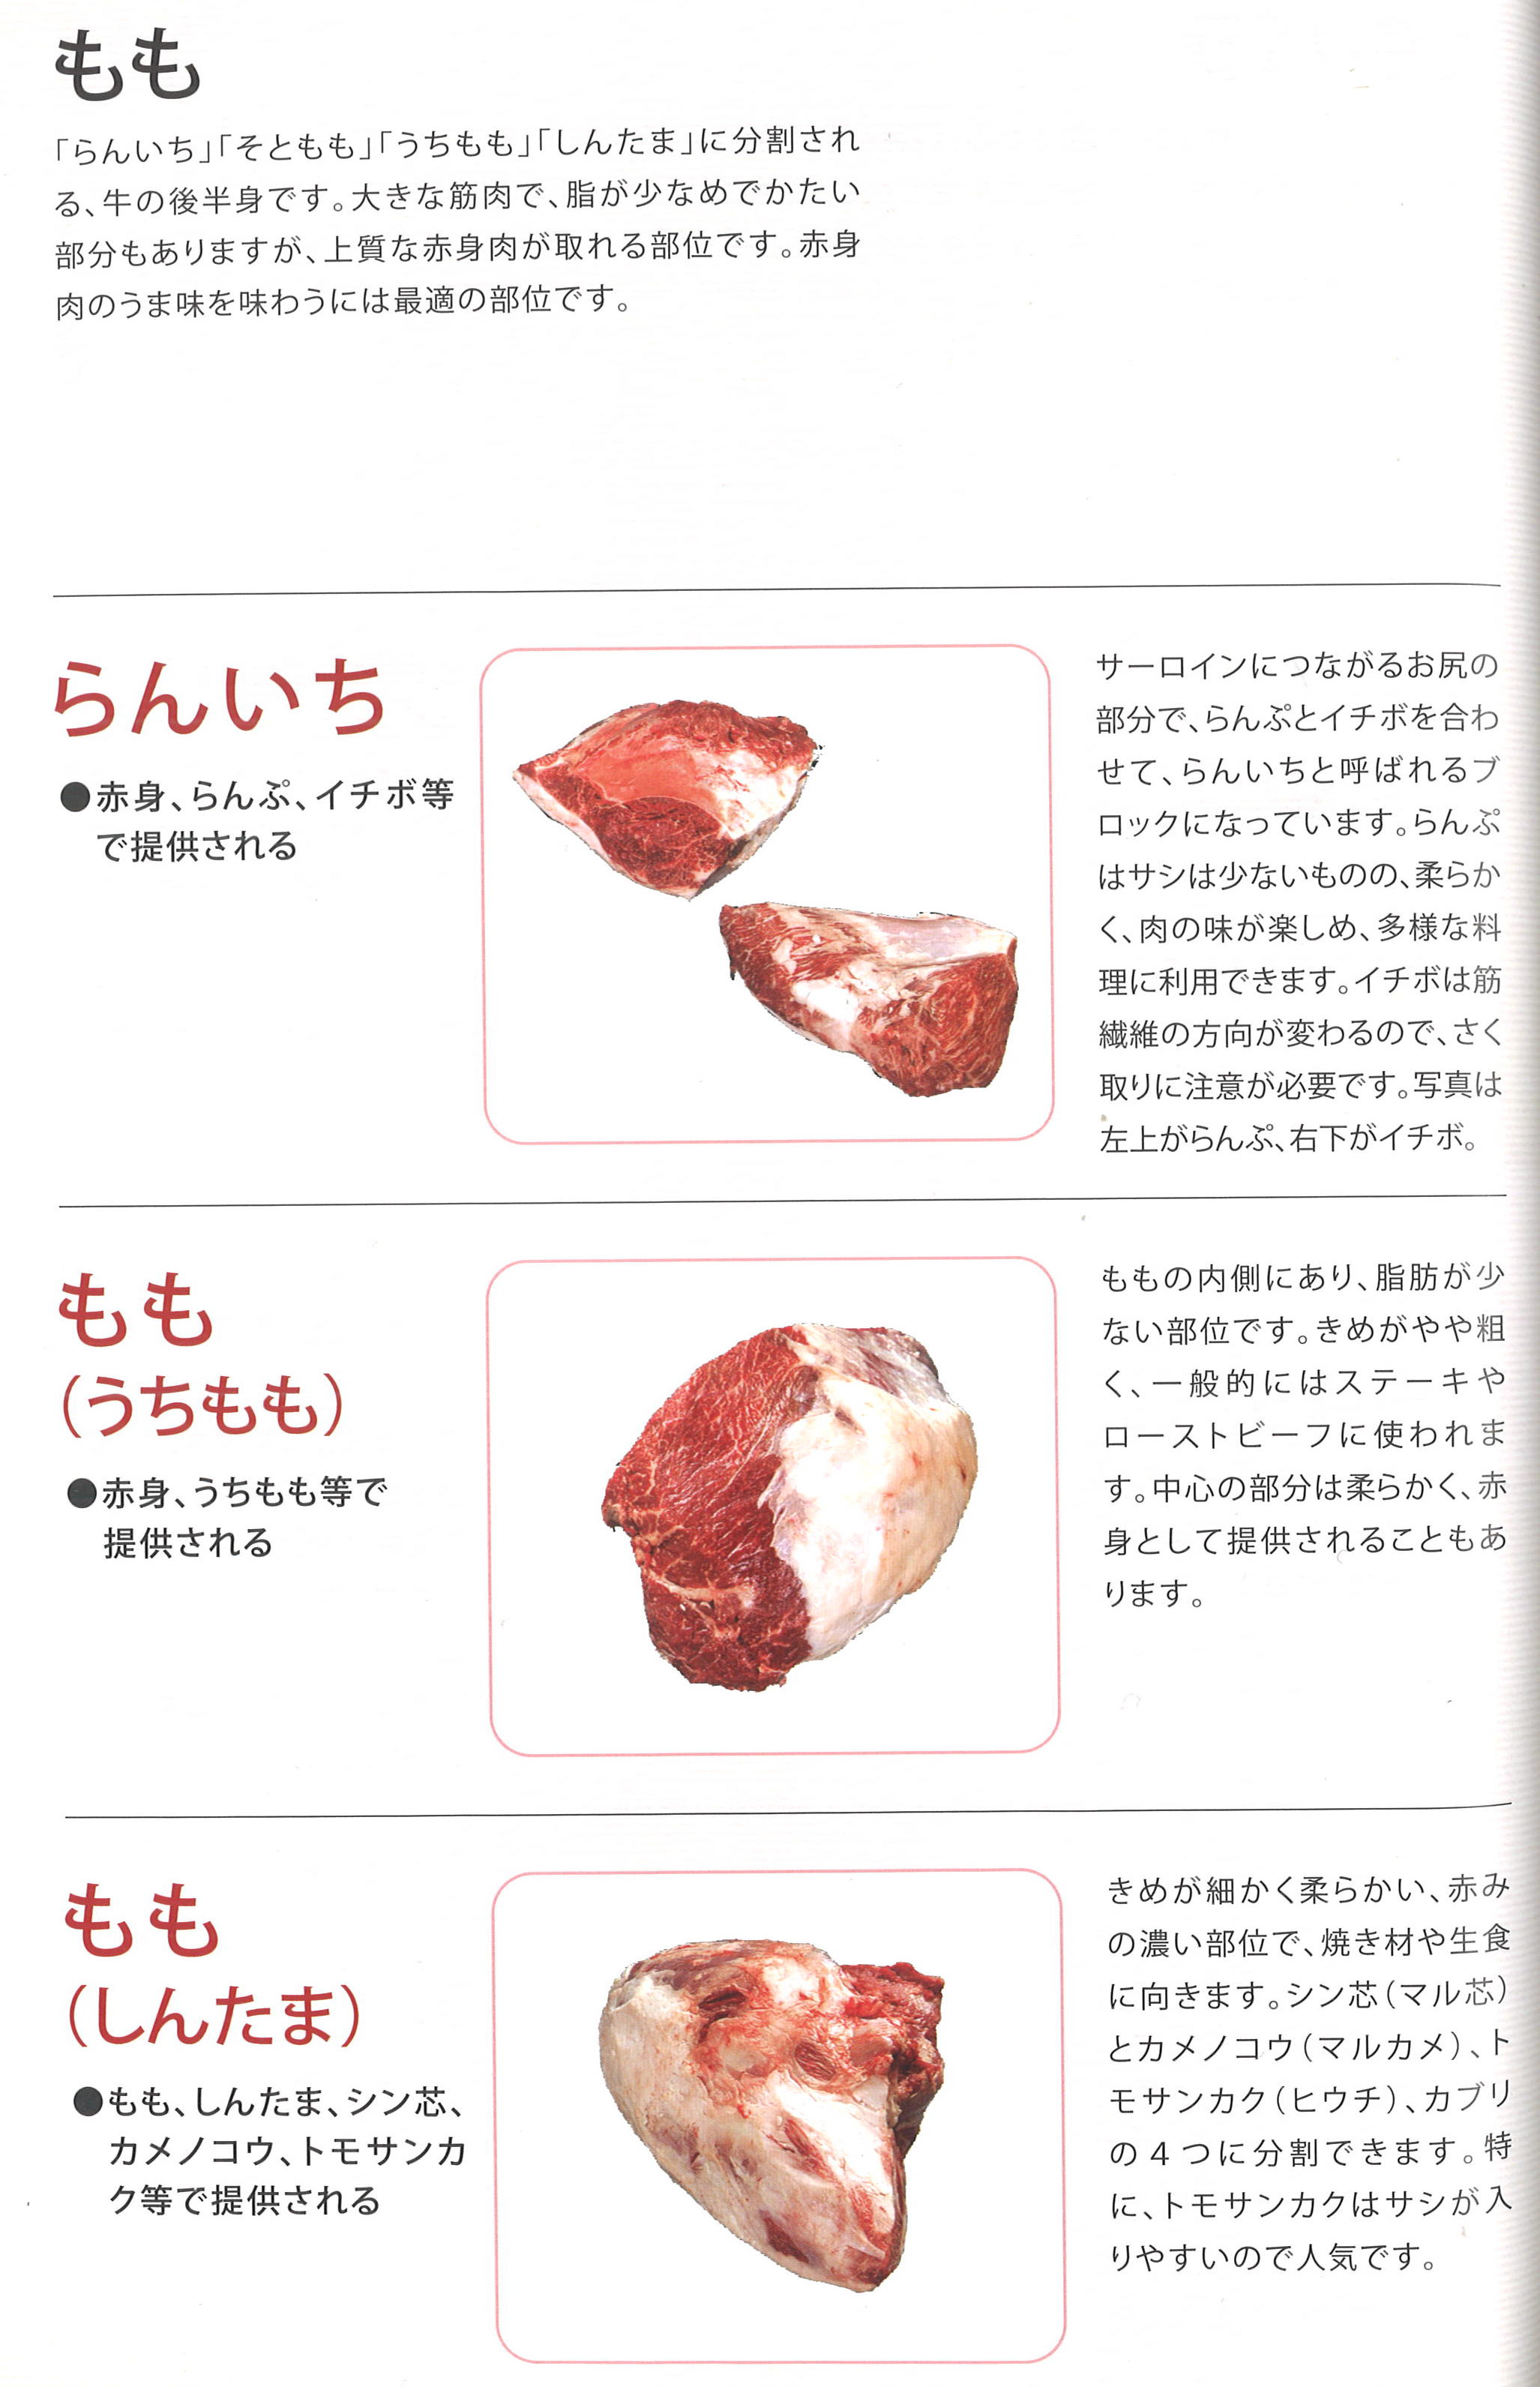 もも
「らんいち」「そともも」「うちもも」「しんたま」に分割され
る、牛の後半身です。大きな筋肉で、脂が少なめでかたい
部分もありますが、上質な赤身肉が取れる部位です。赤身
肉のうま味を味わうには最適の部位です。
らんいち
●赤身、らんぷ、イチボ等
で提供される
サーロインにつながるお尻の
部分で、らんぷとイチボを合わ
せて、らんいちと呼ばれるブ
ロックになっています。らんぷ
はサシは少ないものの、柔らか
く、肉の味が楽しめ、多様な料
理に利用できます。イチボは筋
繊維の方向が変わるので、さく
取りに注意が必要です。写真は
左上がらんぷ、右下がイチボ。
もも
（うちもも）
●赤身、うちもも等で
提供される
ももの内側にあり、脂肪が少
ない部位です。きめがやや粗
く、一般的にはステーキや
ローストビーフに使われま
す。中心の部分は柔らかく、赤
身として提供されることもあ
ります。
もも
（しんたま）
●もも、しんたま、シン芯、
カメノコウ、トモサンカ
ク等で提供される
きめが細かく柔らかい、赤み
の濃い部位で、焼き材や生食
に向きます。シン芯（マル芯）
とカメノコウ（マルカメ）、ト
モサンカク（ヒウチ）、カブリ
の4つに分割できます。特
に、トモサンカクはサシが入
りやすいので人気です。